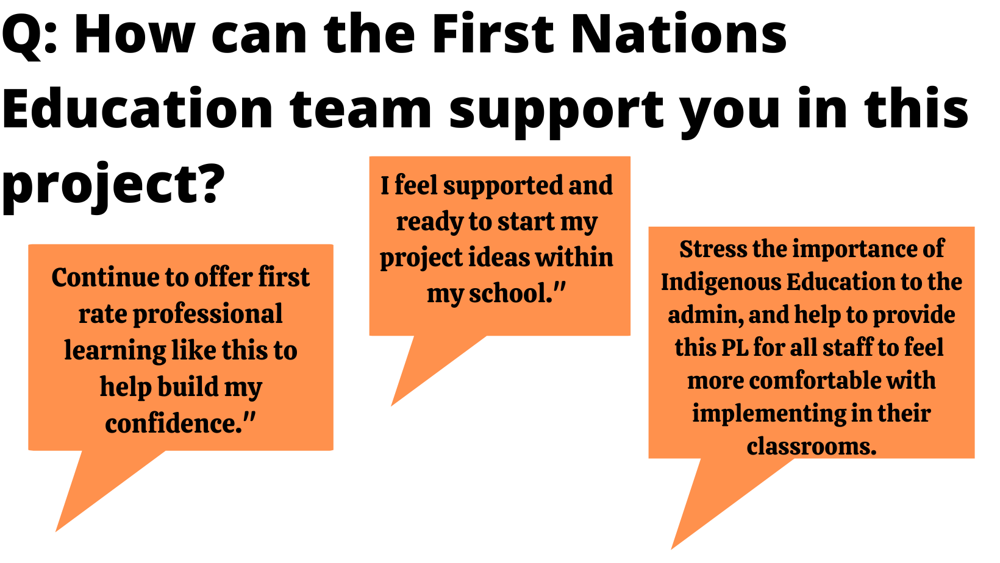 Q: How can the First Nations
Education team support you in this
project?
Continue to offer first
rate professional
learning like this to
help build my
confidence."
I feel supported and
ready to start my
project ideas within
my school."
Stress the importance of
Indigenous Education to the
admin, and help to provide
this PL for all staff to feel
more comfortable with
implementing in their
classrooms.